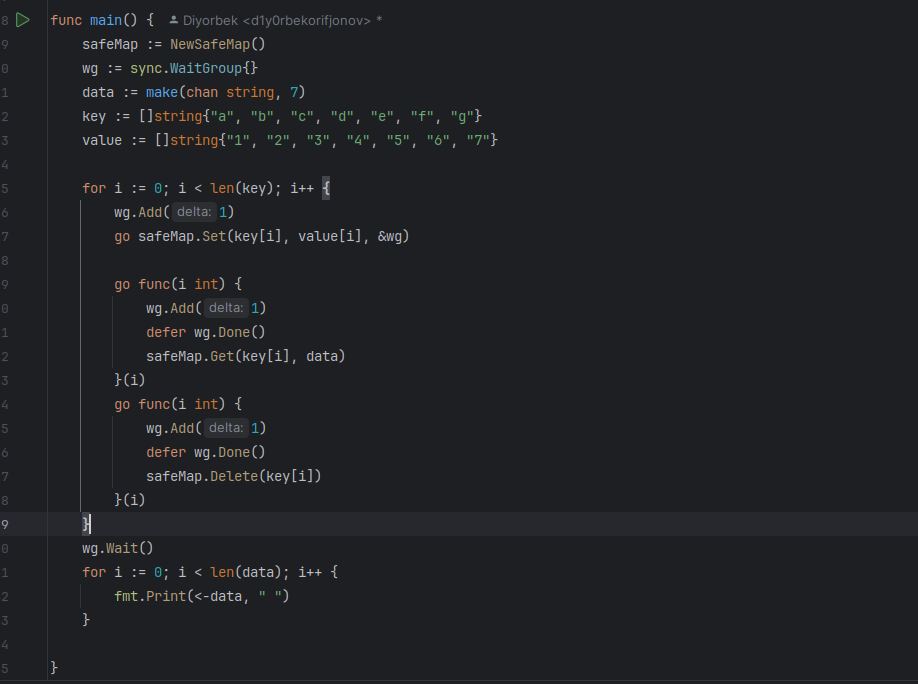 8 func main() { Diyorbek <d1y0rbekorifjonov> *
9 safeMap := NewSafeMap()
0 wg := sync.WaitGroup{}
1 data := make(chan string, 7)
2 key := []string{"a", "b", "c", "d", "e", "f", "g"}
3 value := []string{"1", "2", "3", "4", "5", "6", "7"}
4
5 for i := 0; i < len(key); i++ {
6 wg.Add( delta: 1)
7 go safeMap.Set(key[i], value[i], &wg)
8
9 go func(i int) {
0 wg.Add( delta: 1)
1 defer wg.Done()
2 safeMap.Get(key[i], data)
3 }(i)
4 go func(i int) {
5 wg.Add( delta: 1)
6 defer wg.Done()
7 safeMap.Delete(key[i])
8 }(i)
9 }
0 wg.Wait()
1 for i := 0; i < len(data); i++ {
2 fmt.Print(<-data, " ")
3 }
4
5 }